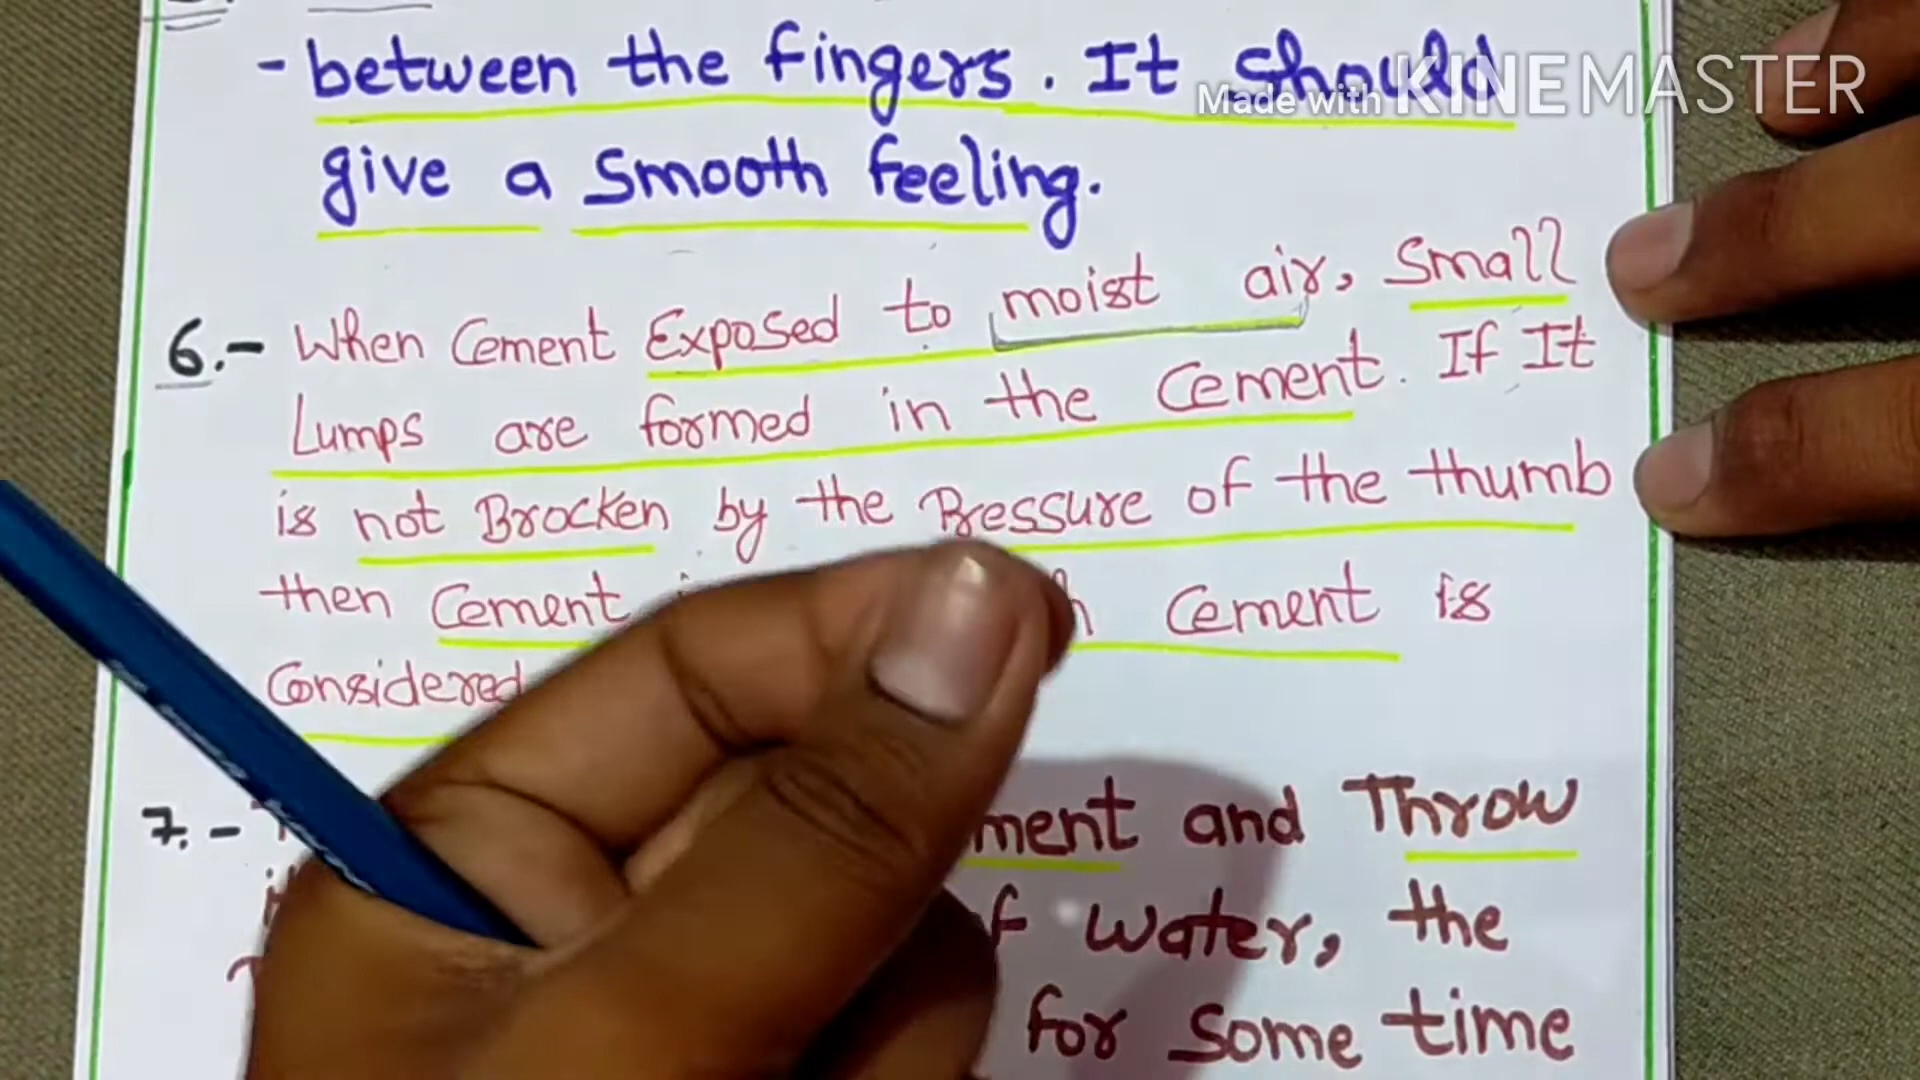 - between the fingers. It should
Made with KINEMASTER
give a smooth feeling.
6.- When Cement Exposed to moist air, Small
Lumps are formed in the Cement. If It
is not Brocken by the Pressure of the thumb
then Cement Cement is
Considered
7.- and Throw
Water, the
for Some time